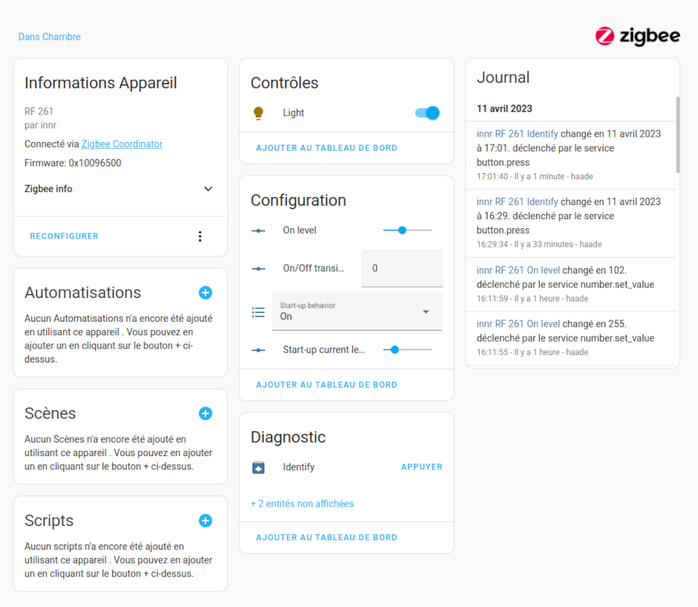 Dans Chambre
zigbee
Informations Appareil
RF 261
par innr
Connecté via Zigbee Coordinator
Firmware: 0x10096500
Zigbee info
RECONFIGURER
Automatisations
Aucun Automatisations n'a encore été ajouté
en utilisant ce appareil . Vous pouvez en
ajouter un en cliquant sur le bouton + ci-
dessus.
Scènes
Aucun Scènes n'a encore été ajouté en
utilisant ce appareil . Vous pouvez en ajouter
un en cliquant sur le bouton + ci-dessus.
Scripts
Aucun scripts n'a encore été ajouté en
utilisant ce appareil . Vous pouvez en ajouter
un en cliquant sur le bouton + ci-dessus.
Contrôles
Light
AJOUTER AU TABLEAU DE BORD
Configuration
On level
On/Off transi...
0
Start-up behavior
On
Start-up current le...
AJOUTER AU TABLEAU DE BORD
Diagnostic
Identify
APPUYER
+ 2 entités non affichées
AJOUTER AU TABLEAU DE BORD
Journal
11 avril 2023
innr RF 261 Identify changé en 11 avril 2023
à 17:01. déclenché par le service
button.press
17:01:40 - Il y a 1 minute - haade
innr RF 261 Identify changé en 11 avril 2023
à 16:29. déclenché par le service
button.press
16:29:34 - Il y a 33 minutes - haade
innr RF 261 On level changé en 102.
déclenché par le service number.set_value
16:11:59 - Il y a 1 heure - haade
innr RF 261 On level changé en 255.
déclenché par le service number.set_value
16:11:55 - Il y a 1 heure - haade